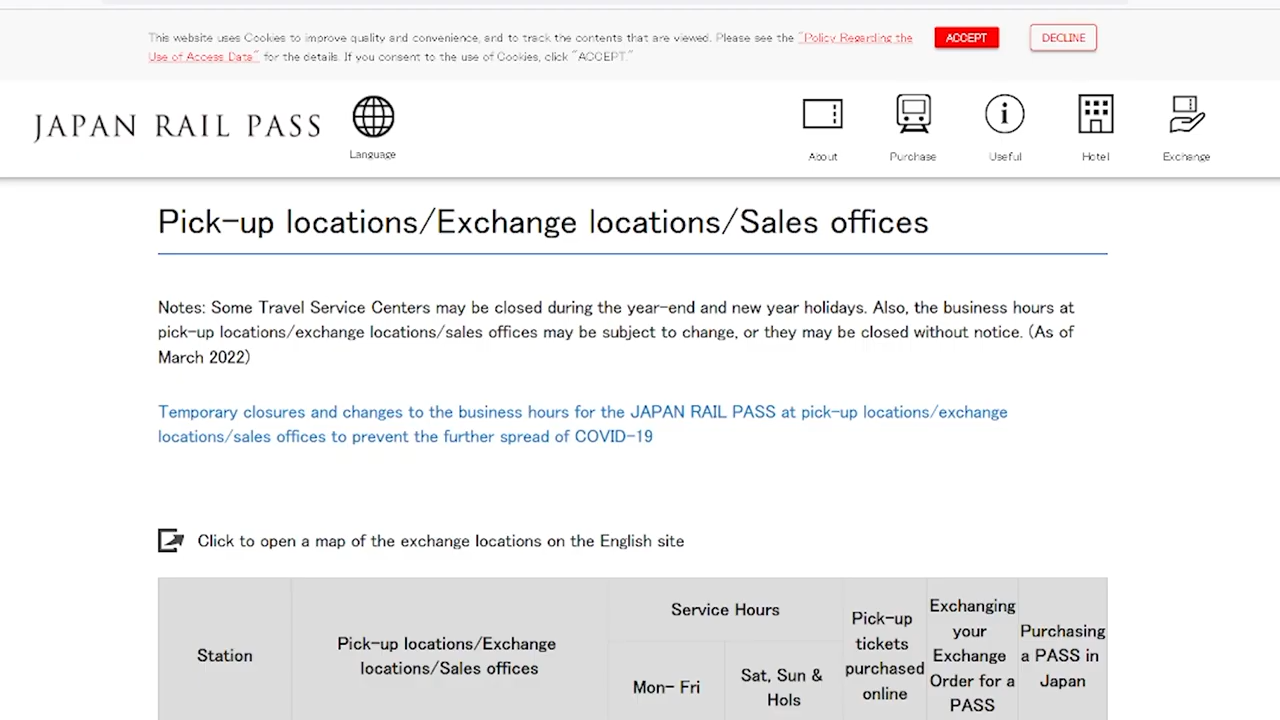 This website uses Cookies to improve quality and convenience, and to track the contents that are viewed. Please see the "Policy Regarding the
Use of Access Data" for the details. If you consent to the use of Cookies, click "ACCEPT."
ACCEPT
DECLINE
JAPAN RAIL PASS
Language
About
Purchase
Useful
Hotel
Exchange
Pick-up locations/Exchange locations/Sales offices
Notes: Some Travel Service Centers may be closed during the year-end and new year holidays. Also, the business hours at
pick-up locations/exchange locations/sales offices may be subject to change, or they may be closed without notice. (As of
March 2022)
Temporary closures and changes to the business hours for the JAPAN RAIL PASS at pick-up locations/exchange
locations/sales offices to prevent the further spread of COVID-19
Click to open a map of the exchange locations on the English site
Station
Pick-up locations/Exchange
locations/Sales offices
Service Hours
Mon- Fri
Sat, Sun &
Hols
Pick-up
tickets
purchased
online
Exchanging
your
Exchange
Order for a
PASS
Purchasing
a PASS in
Japan